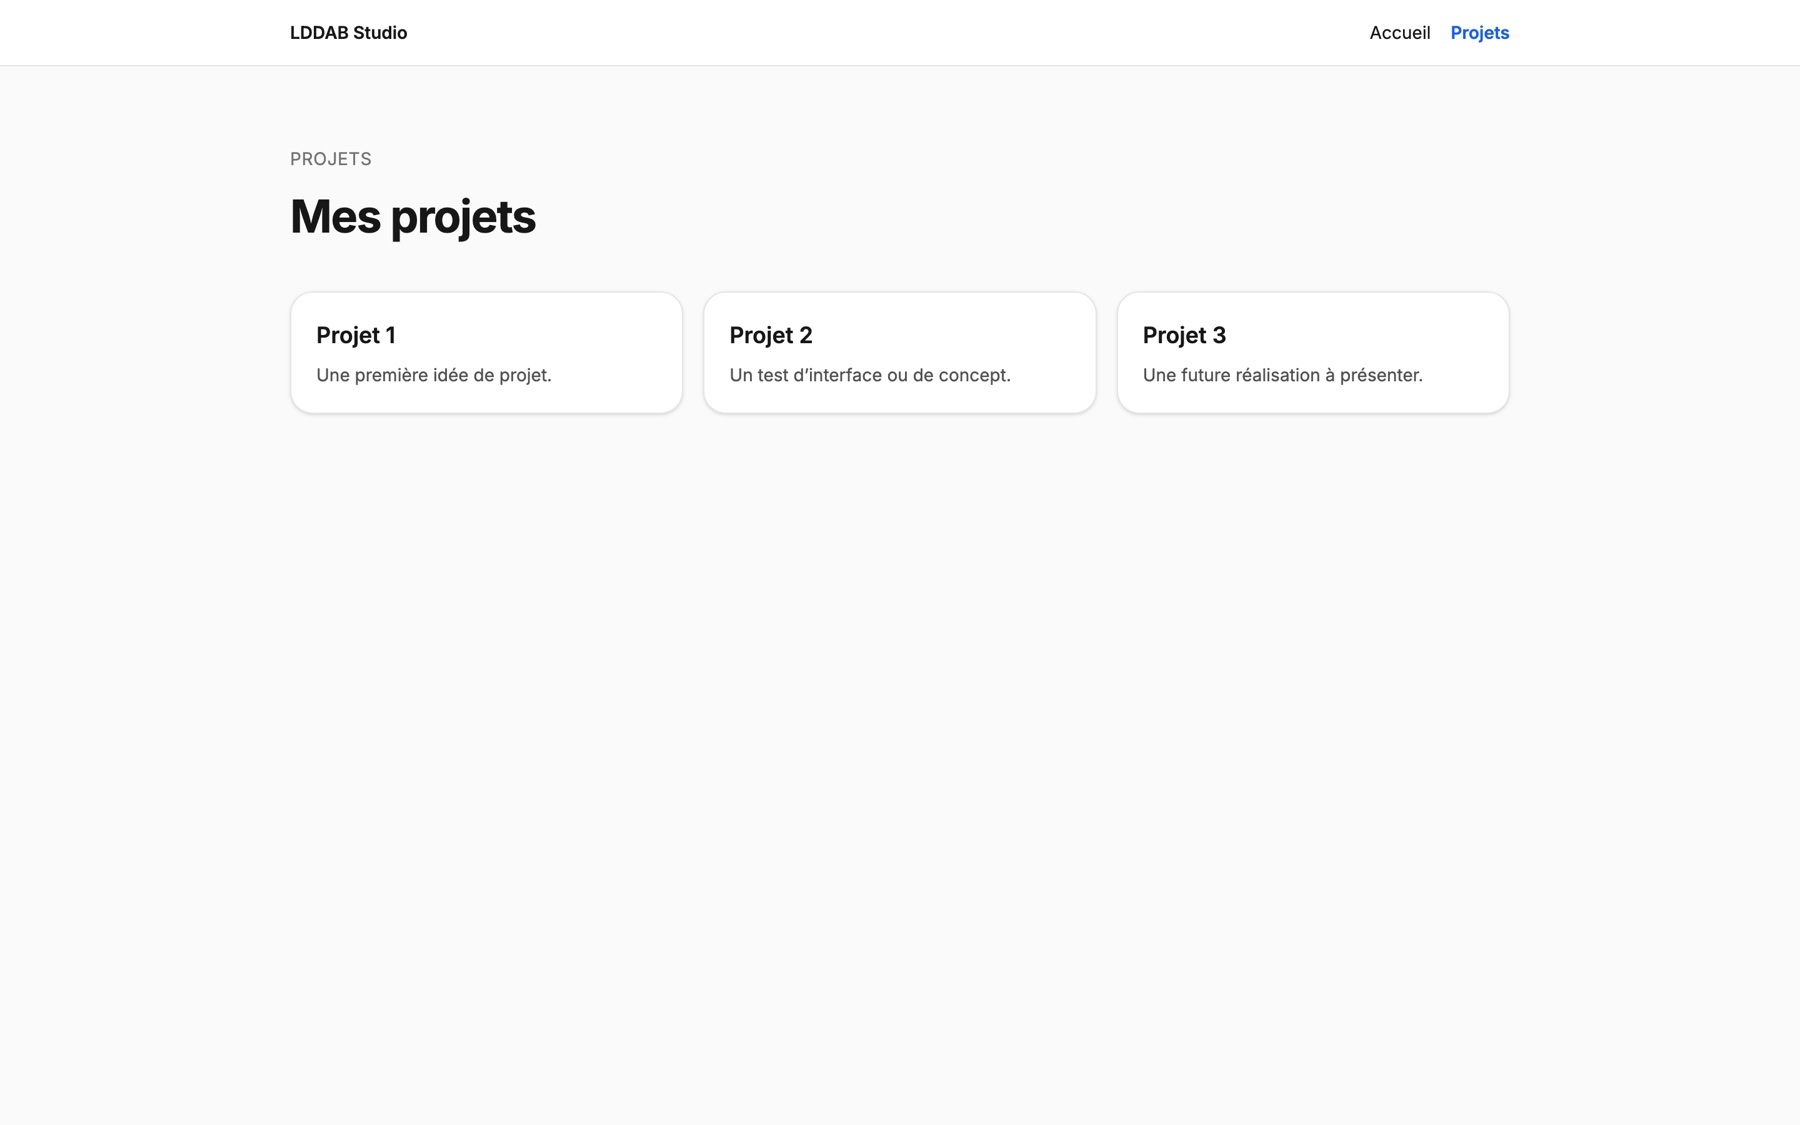 LDDAB Studio
Accueil Projets
PROJETS
Mes projets
Projet 1
Une première idée de projet.
Projet 2
Un test d’interface ou de concept.
Projet 3
Une future réalisation à présenter.